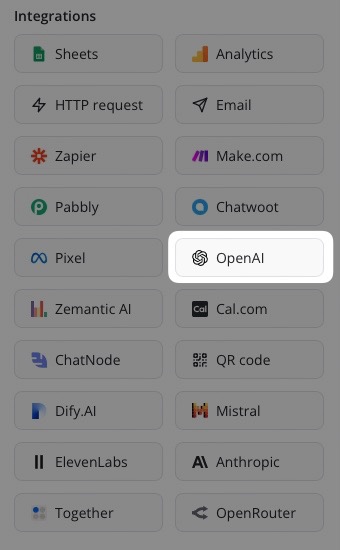 Integrations
Sheets
Analytics
HTTP request
Email
Zapier
Make.com
Pabbly
Chatwoot
Pixel
OpenAI
Zemantic AI
Cal
Cal.com
ChatNode
QR code
Dify.AI
Mistral
ElevenLabs
Anthropic
Together
OpenRouter